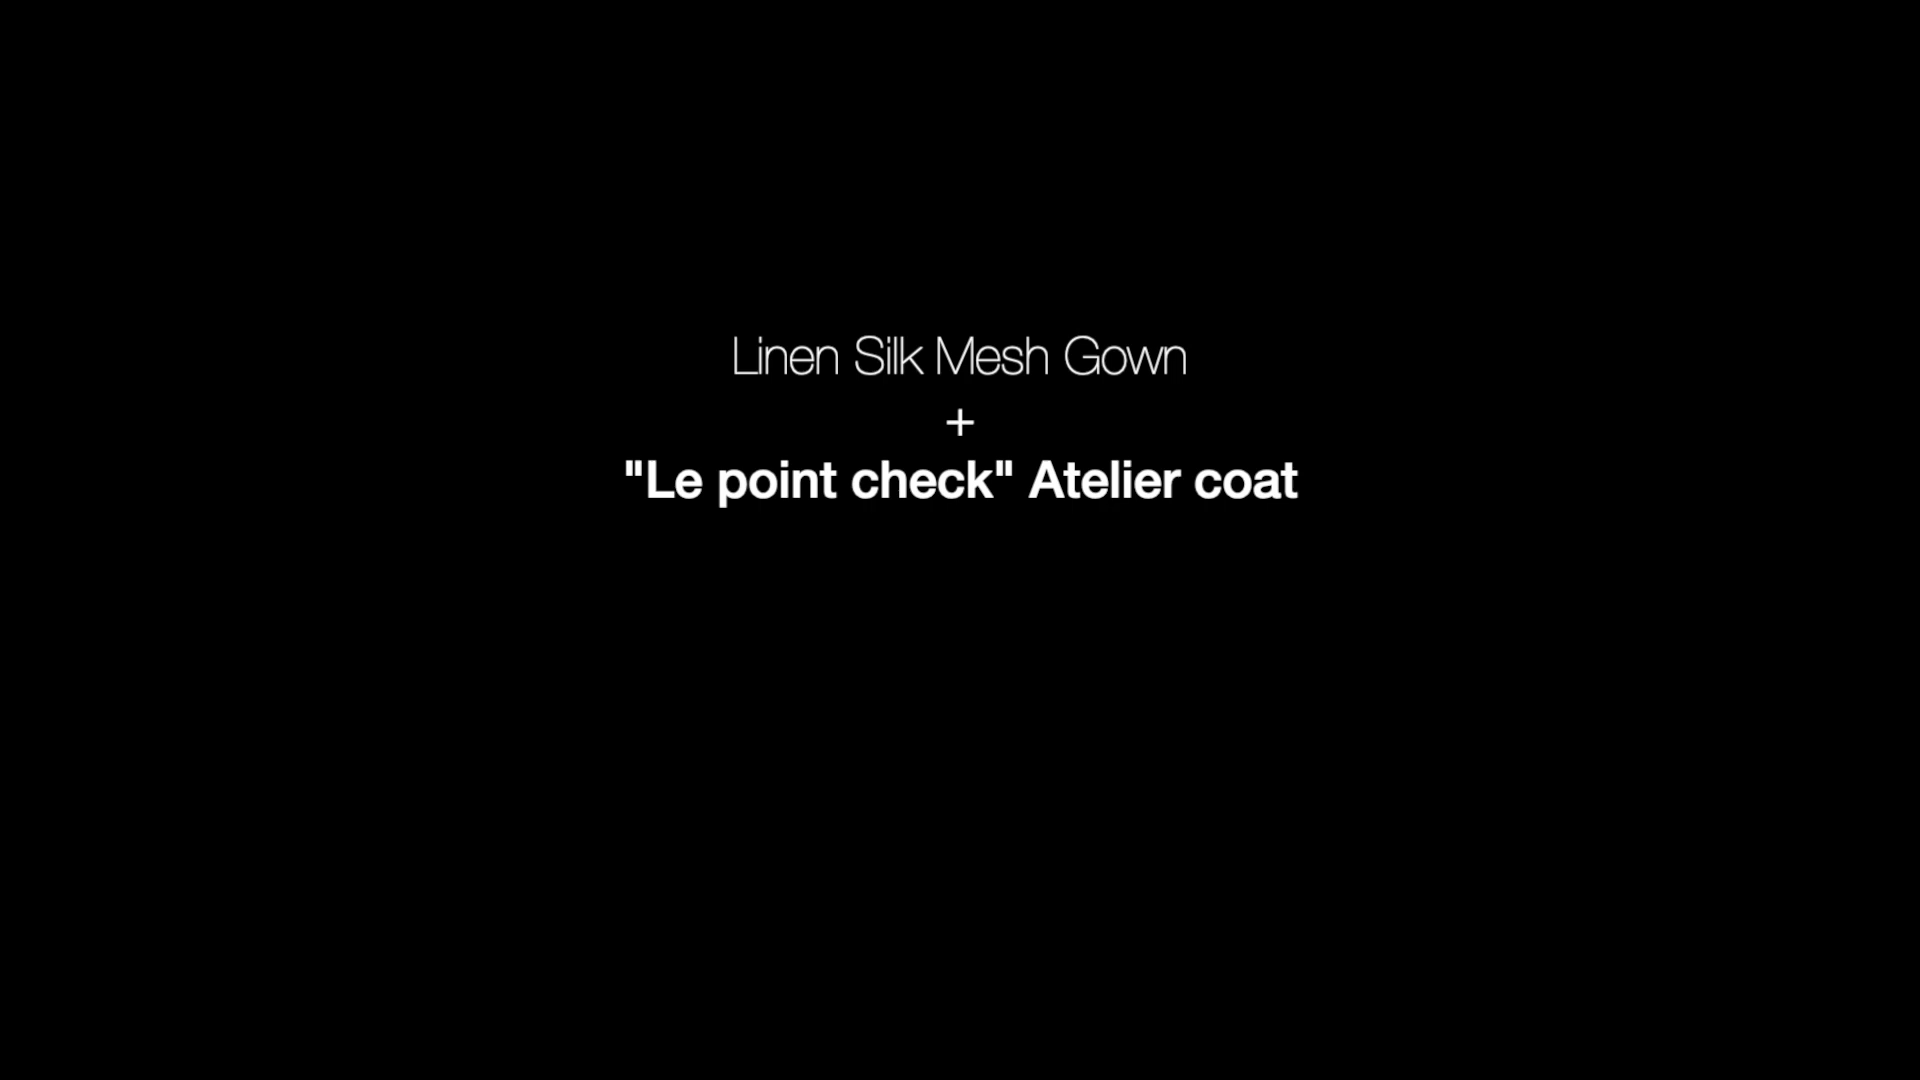 Linen Silk Mesh Gown
+
"Le point check" Atelier coat